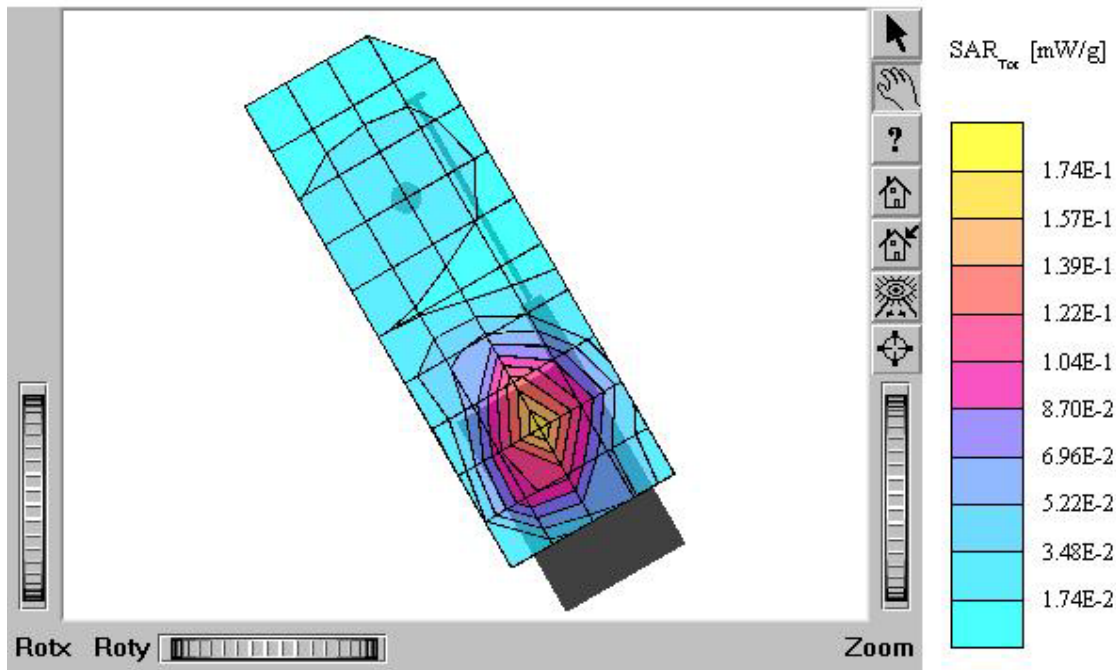 SAR_Tot [mW/g]
1.74E-1
1.57E-1
1.39E-1
1.22E-1
1.04E-1
8.70E-2
6.96E-2
5.22E-2
3.48E-2
1.74E-2
?
Rotx Roty Zoom